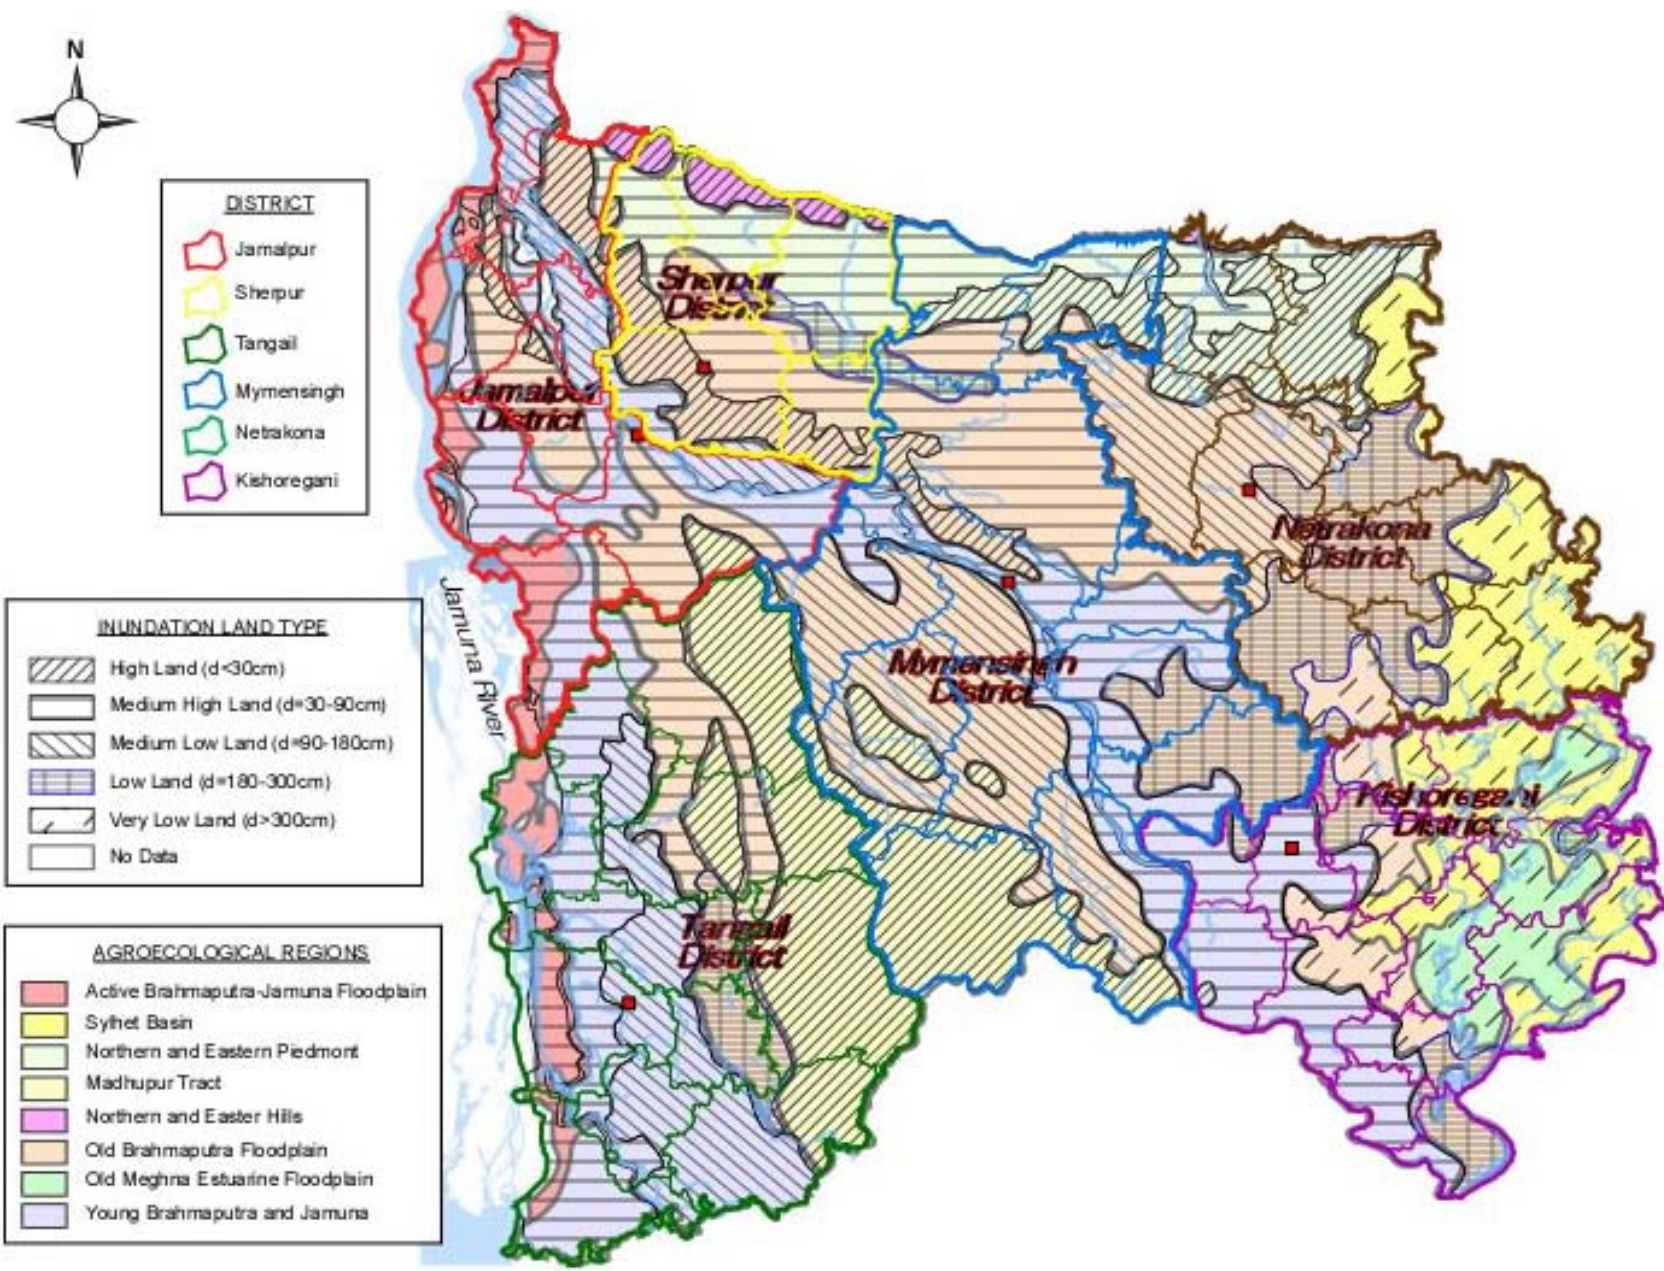 N
DISTRICT
Jamalpur
Sherpur
Tangail
Mymensingh
Netrakona
Kishoregani
INUNDATION LAND TYPE
High Land (d<30cm)
Medium High Land (d=30-90cm)
Medium Low Land (d=90-180cm)
Low Land (d=180-300cm)
Very Low Land (d>300cm)
No Data
AGROECOLOGICAL REGIONS
Active Brahmaputra-Jamuna Floodplain
Sylhet Basin
Northern and Eastern Piedmont
Madhupur Tract
Northern and Easter Hills
Old Brahmaputra Floodplain
Old Meghna Estuarine Floodplain
Young Brahmaputra and Jamuna
Sherpur
District
Jamalpur
District
Netrakona
District
Jamuna River
Mymensingh
District
Kishoregani
District
Tangail
District